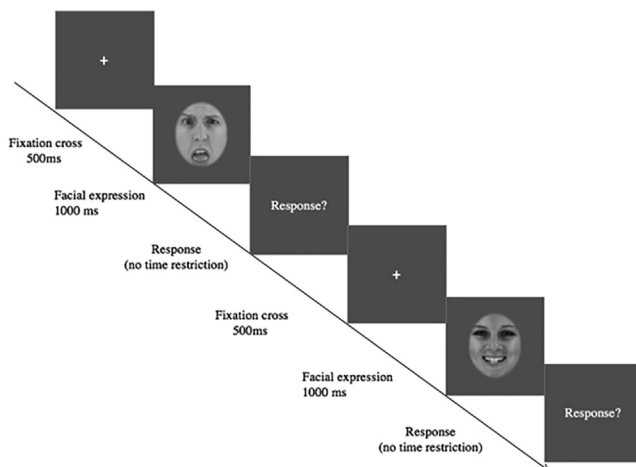 Fixation cross
500ms
Facial expression
1000 ms
Response?
Response
(no time restriction)
Fixation cross
500ms
Facial expression
1000 ms
Response?
Response
(no time restriction)